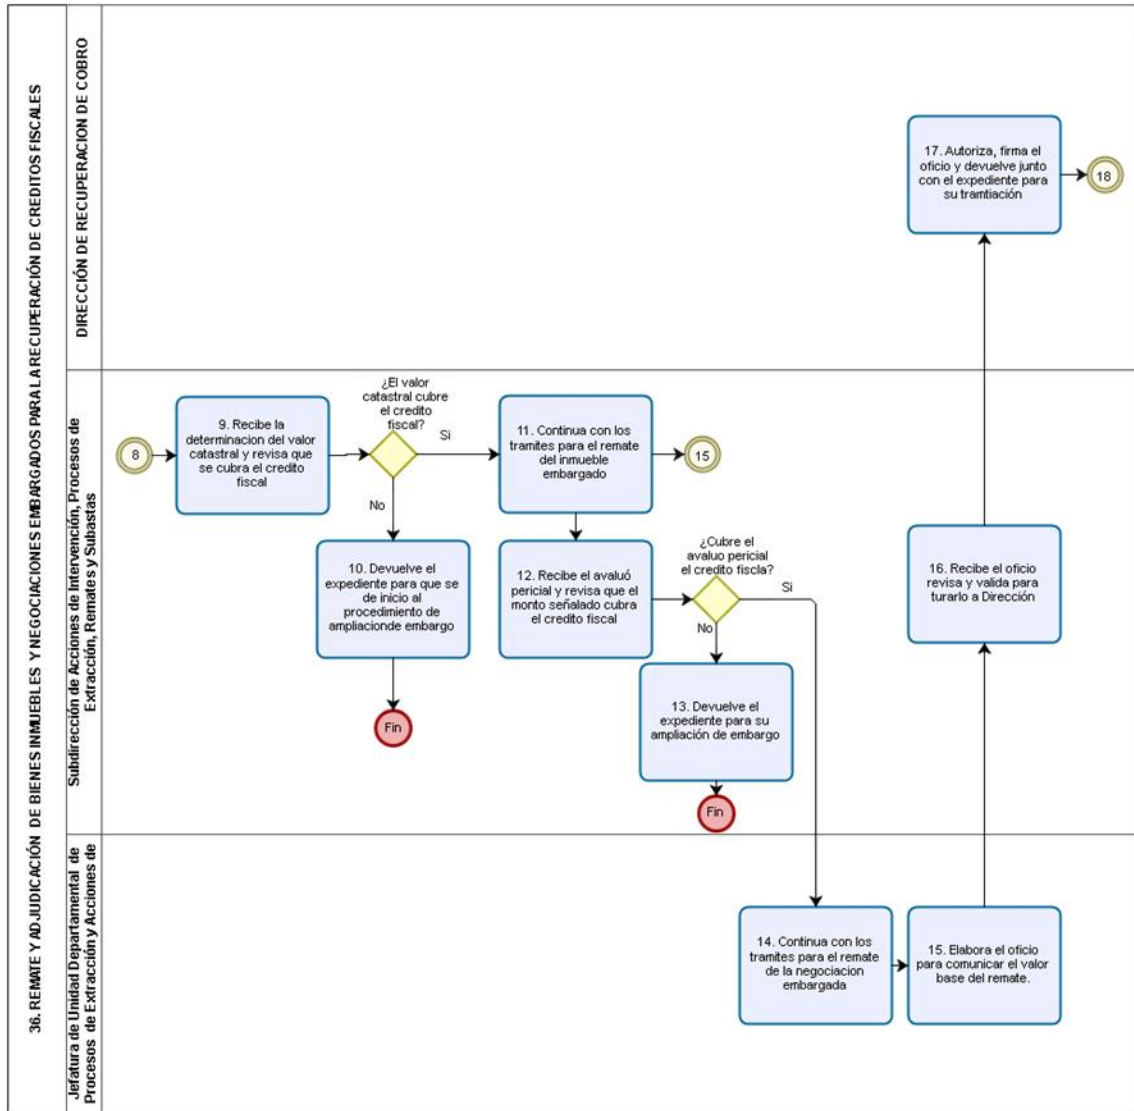 36. REMATE Y ADJUDICACIÓN DE BIENES INMUEBLES Y NEGOCIACIONES EMBARGADOS PARA LA RECUPERACIÓN DE CREDITOS FISCALES
DIRECCIÓN DE RECUPERACION DE COBRO
17. Autoriza, firma el
oficio y devuelve junto
con el expediente para
su tramtiación
18
Subdirección de Acciones de Intervención, Procesos de
Extracción, Remates y Subastas
8
9. Recibe la
determinacion del valor
catastral y revisa que
se cubra el credito
fiscal
¿El valor
catastral cubre
el credito
fiscal?
Si
No
11. Continua con los
tramites para el remate
del inmueble
embargado
15
10. Devuelve el
expediente para que se
de inicio al
procedimiento de
ampliacionde embargo
Fin
12. Recibe el avaluó
pericial y revisa que el
monto señalado cubra
el credito fiscal
¿Cubre el
avaluo pericial
el credito fiscla?
Si
No
13. Devuelve el
expediente para su
ampliación de embargo
Fin
16. Recibe el oficio
revisa y valida para
turarlo a Dirección
Jefatura de Unidad Departamental de
Procesos de Extracción y Acciones de
14. Continua con los
tramites para el remate
de la negociacion
embargada
15. Elabora el oficio
para comunicar el valor
base del remate.